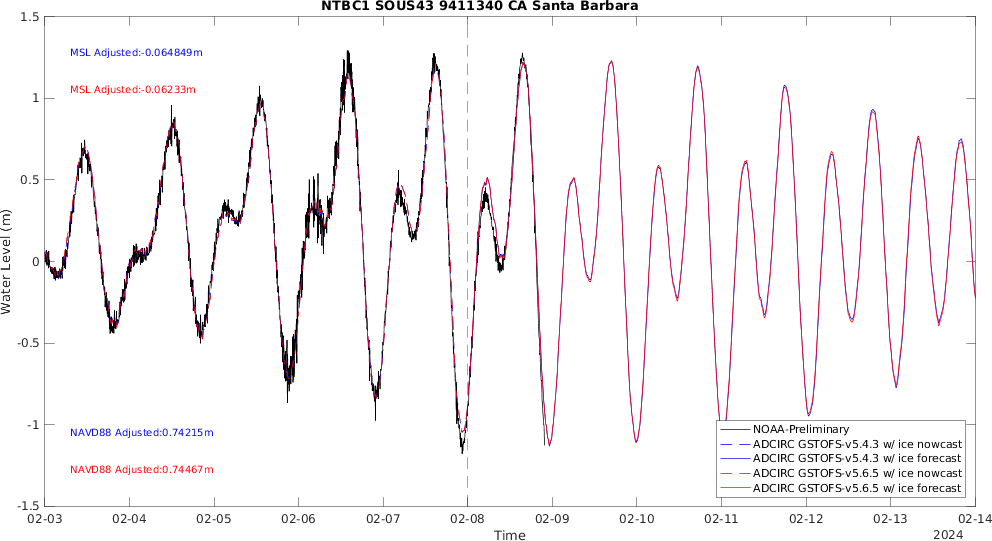 NTBC1 SOUS43 9411340 CA Santa Barbara
1.5
1
0.5
0
-0.5
-1
-1.5
Water Level (m)
MSL Adjusted:-0.064849m
MSL Adjusted:-0.06233m
NAVD88 Adjusted:0.74215m
NAVD88 Adjusted:0.74467m
NOAA-Preliminary
ADCIRC GSTOFS-v5.4.3 w/ ice nowcast
ADCIRC GSTOFS-v5.4.3 w/ ice forecast
ADCIRC GSTOFS-v5.6.5 w/ ice nowcast
ADCIRC GSTOFS-v5.6.5 w/ ice forecast
02-03 02-04 02-05 02-06 02-07 02-08 02-09 02-10 02-11 02-12 02-13 02-14
Time
2024